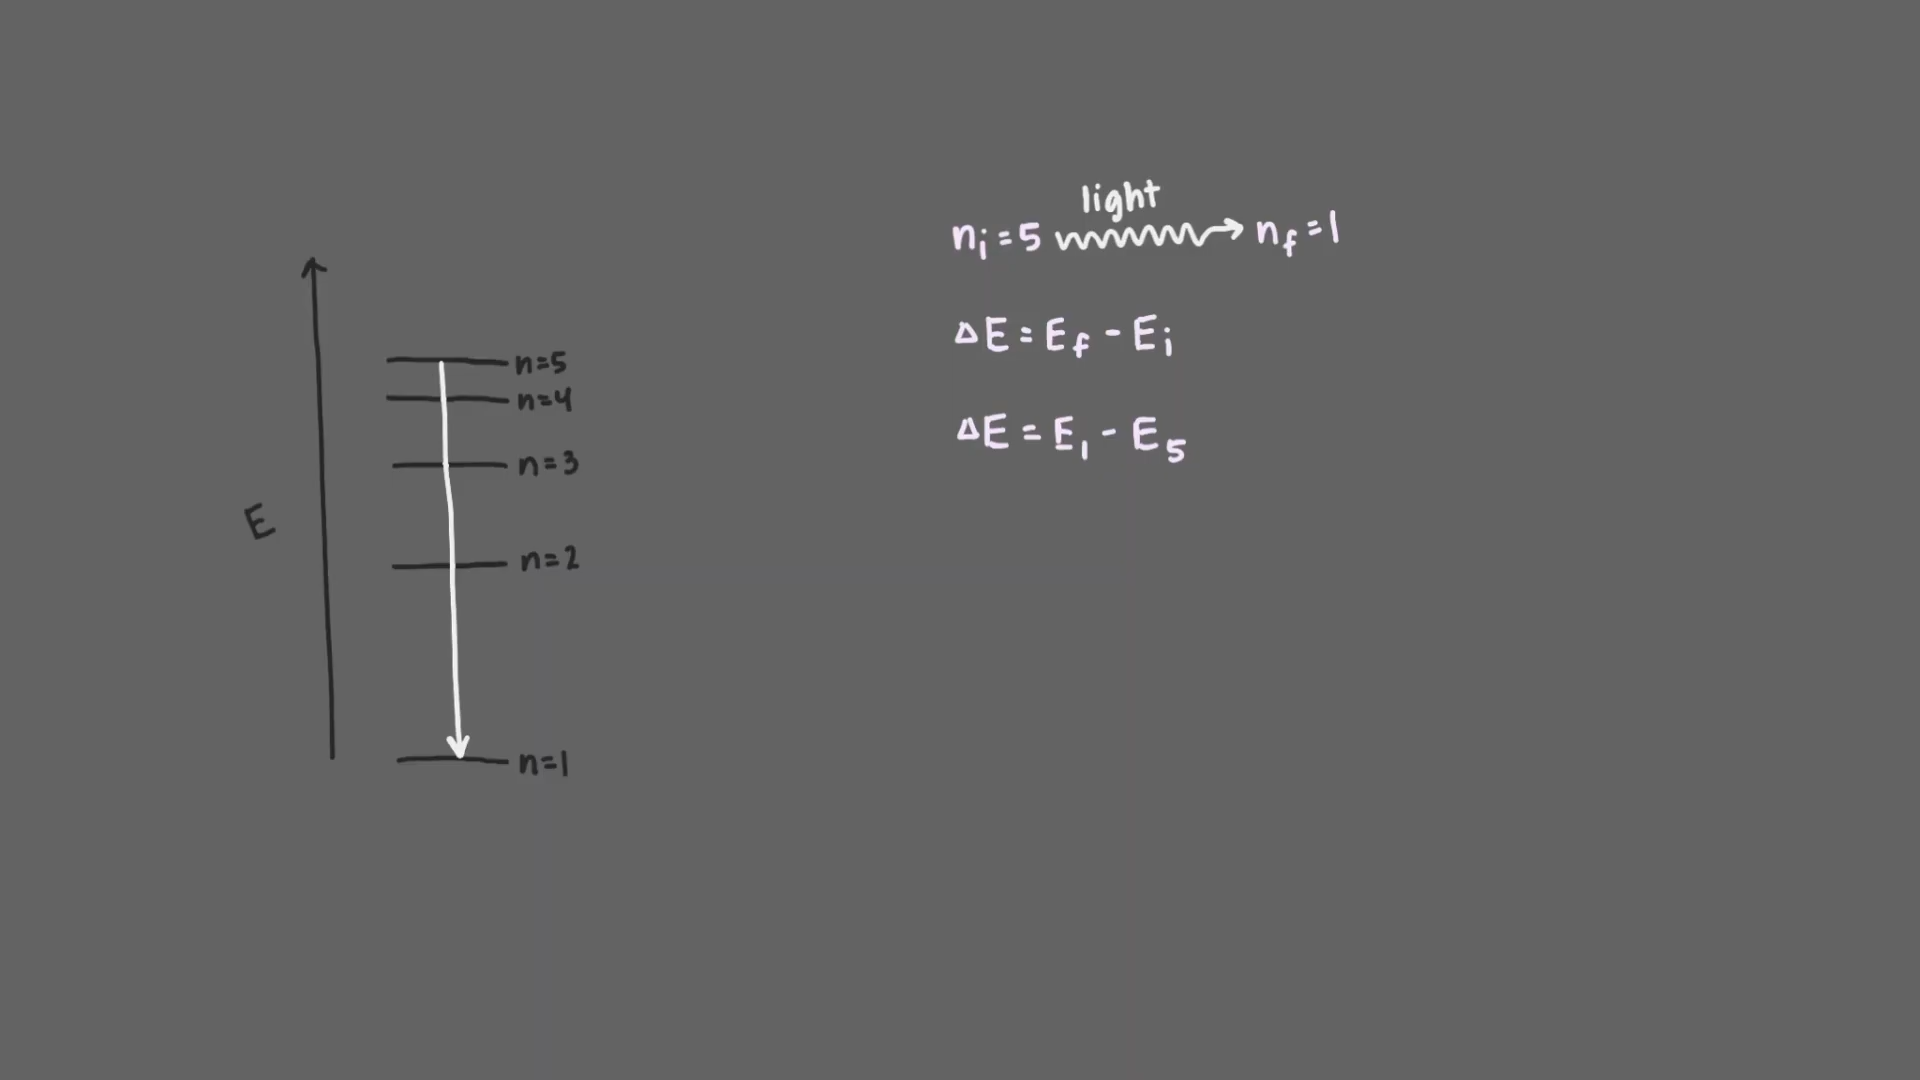 E
n=5
n=4
n=3
n=2
n=1
light
nᵢ=5 → n_f=1
ΔE=E_f-Eᵢ
ΔE=E₁-E₅